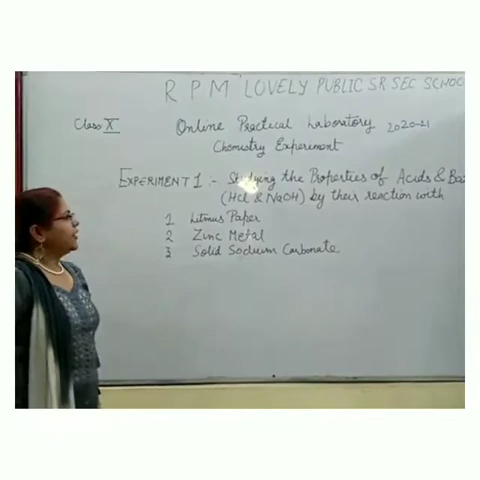 R P M LOVELY PUBLIC SR SEC SCHOO
Class X Online Practical Laboratory 2020-21
Chemistry Experiment
EXPERIMENT 1 :- Studying the Properties of Acids & Ba
(HCl & NaOH) by their reaction with
1 Litmus Paper
2 Zinc Metal
3 Solid Sodium Carbonate